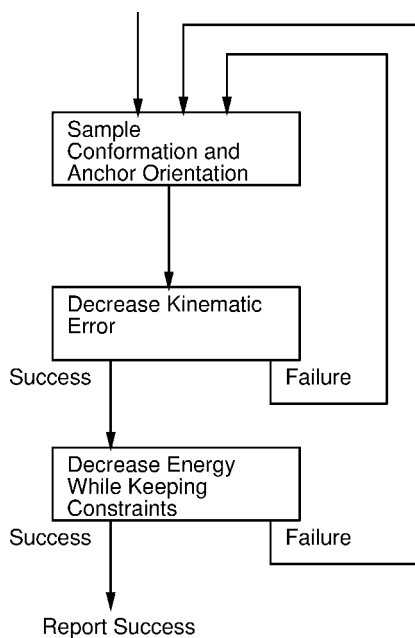 Sample
Conformation and
Anchor Orientation
Decrease Kinematic
Error
Success
Failure
Decrease Energy
While Keeping
Constraints
Success
Failure
Report Success